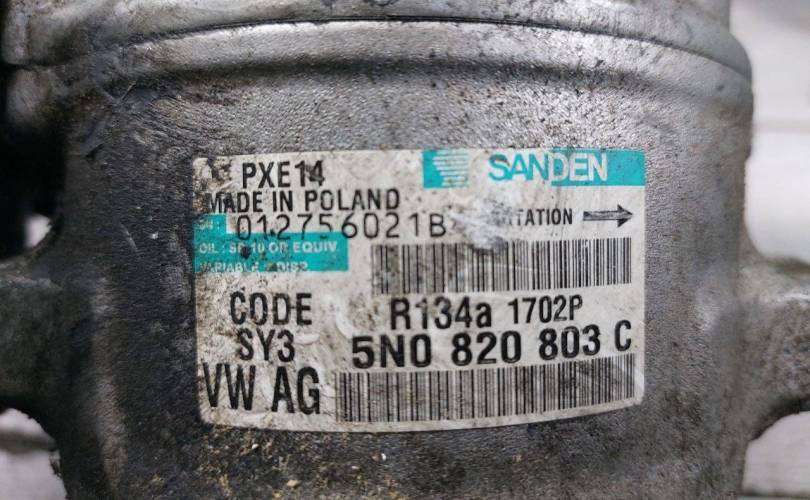 PXE14
SANDEN
MADE IN POLAND
012756021B
OIL : SP 10 OR EQUIV.
VARIABLE
CODE
R134a 1702P
SY3
5N0 820 803 C
VW AG